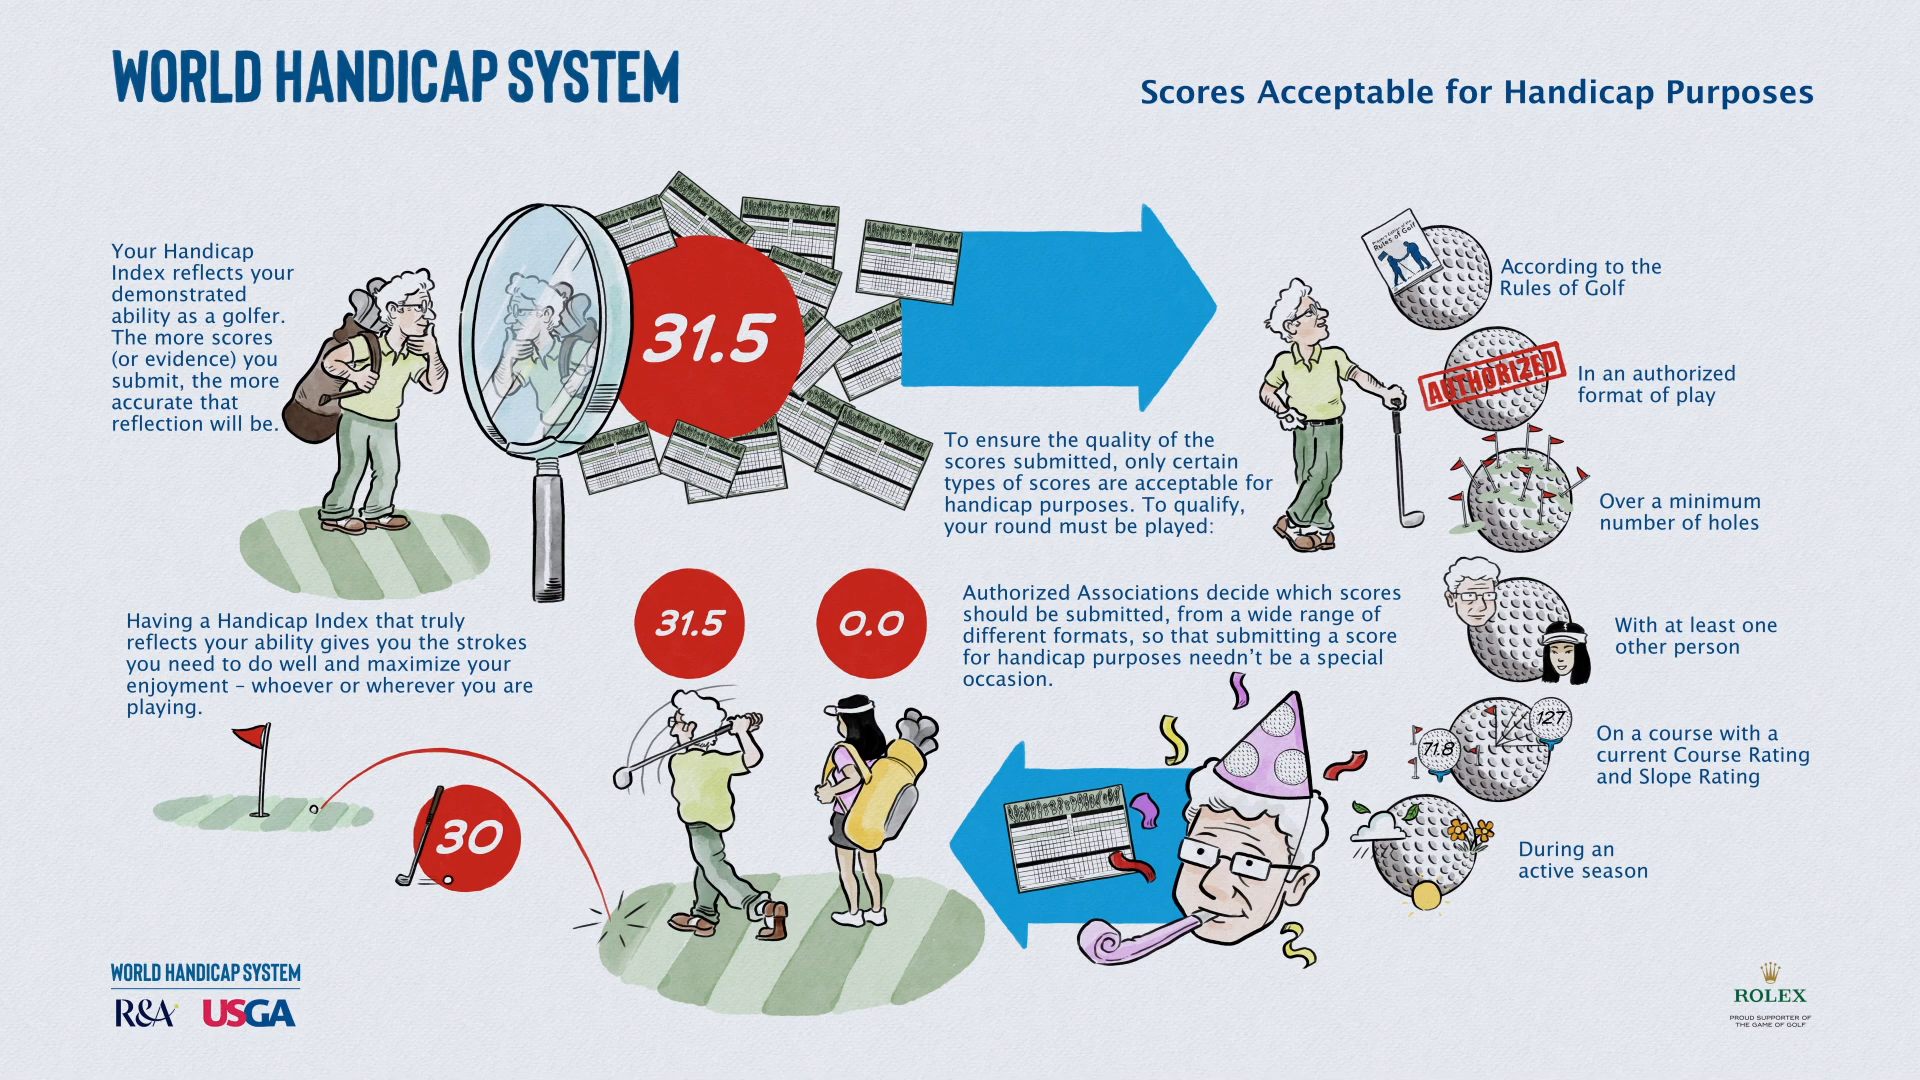 WORLD HANDICAP SYSTEM
Scores Acceptable for Handicap Purposes
Your Handicap
Index reflects your
demonstrated
ability as a golfer.
The more scores
(or evidence) you
submit, the more
accurate that
reflection will be.
31.5
To ensure the quality of the
scores submitted, only certain
types of scores are acceptable for
handicap purposes. To qualify,
your round must be played:
Rules of Golf
According to the
Rules of Golf
AUTHORIZED
In an authorized
format of play
Over a minimum
number of holes
With at least one
other person
127
71.8
On a course with a
current Course Rating
and Slope Rating
During an
active season
Authorized Associations decide which scores
should be submitted, from a wide range of
different formats, so that submitting a score
for handicap purposes needn't be a special
occasion.
31.5
0.0
Having a Handicap Index that truly
reflects your ability gives you the strokes
you need to do well and maximize your
enjoyment – whoever or wherever you are
playing.
30
WORLD HANDICAP SYSTEM
R&A USGA
ROLEX
PROUD SUPPORTER OF
THE GAME OF GOLF